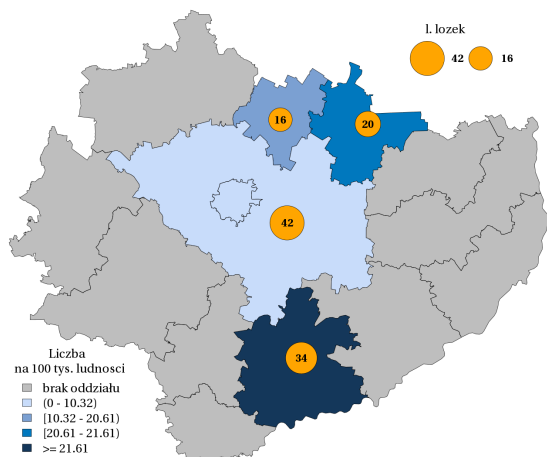 l. lozek
42 16
16
20
42
34
Liczba
na 100 tys. ludnosci
brak oddziału
(0 - 10.32)
[10.32 - 20.61)
[20.61 - 21.61)
>= 21.61